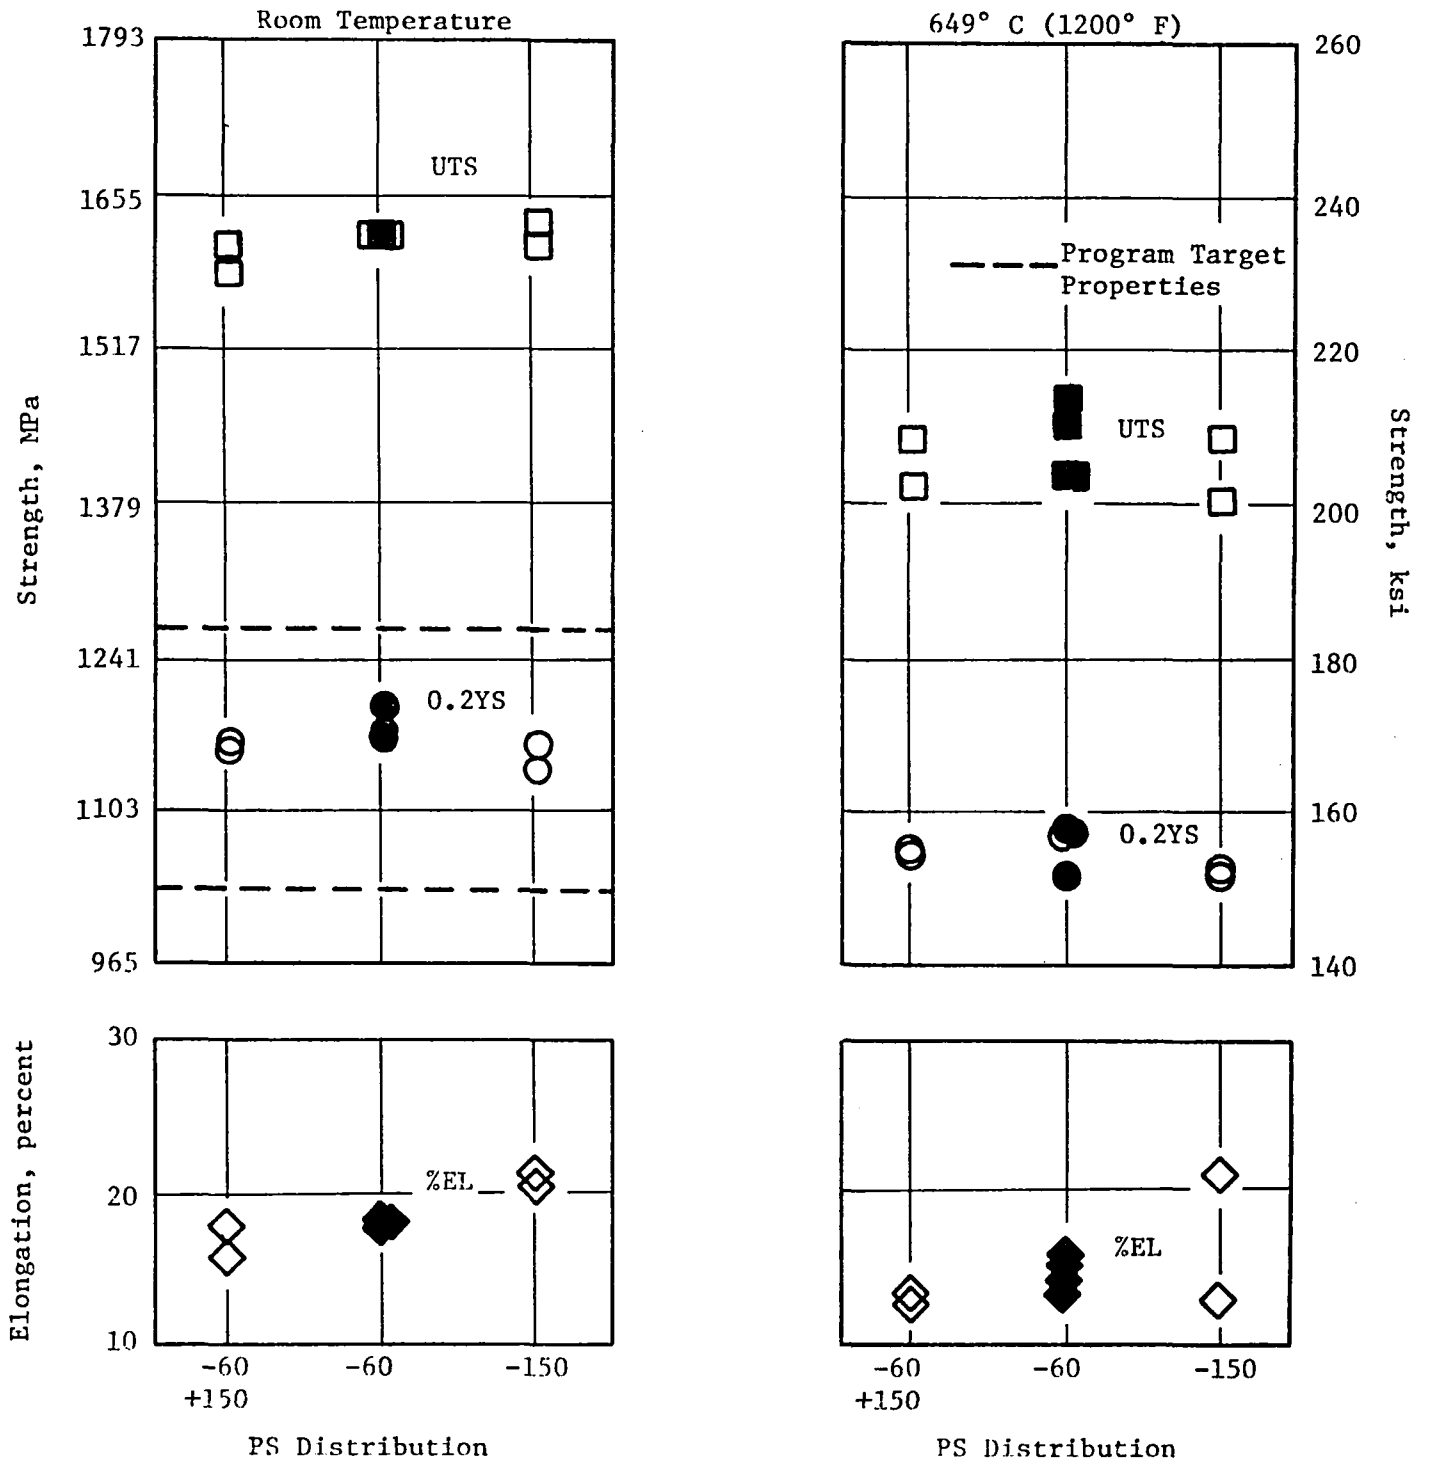 Room Temperature
1793
1655
1517
1379
1241
1103
965
Strength, MPa
UTS
0.2YS
649° C (1200° F)
260
240
220
200
180
160
140
Strength, ksi
Program Target
Properties
UTS
0.2YS
30
20
10
Elongation, percent
%EL
-60
+150
-60
-150
PS Distribution
%EL
-60
+150
-60
-150
PS Distribution